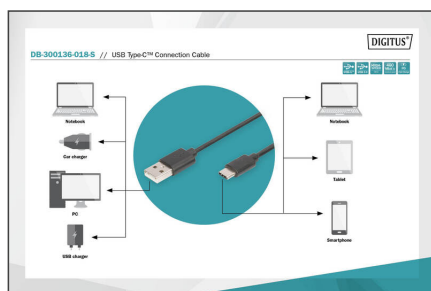 DIGITUS®
DB-300136-018-S // USB Type-C™ Connection Cable
Notebook
Notebook
Car charger
Tablet
PC
Smartphone
USB charger